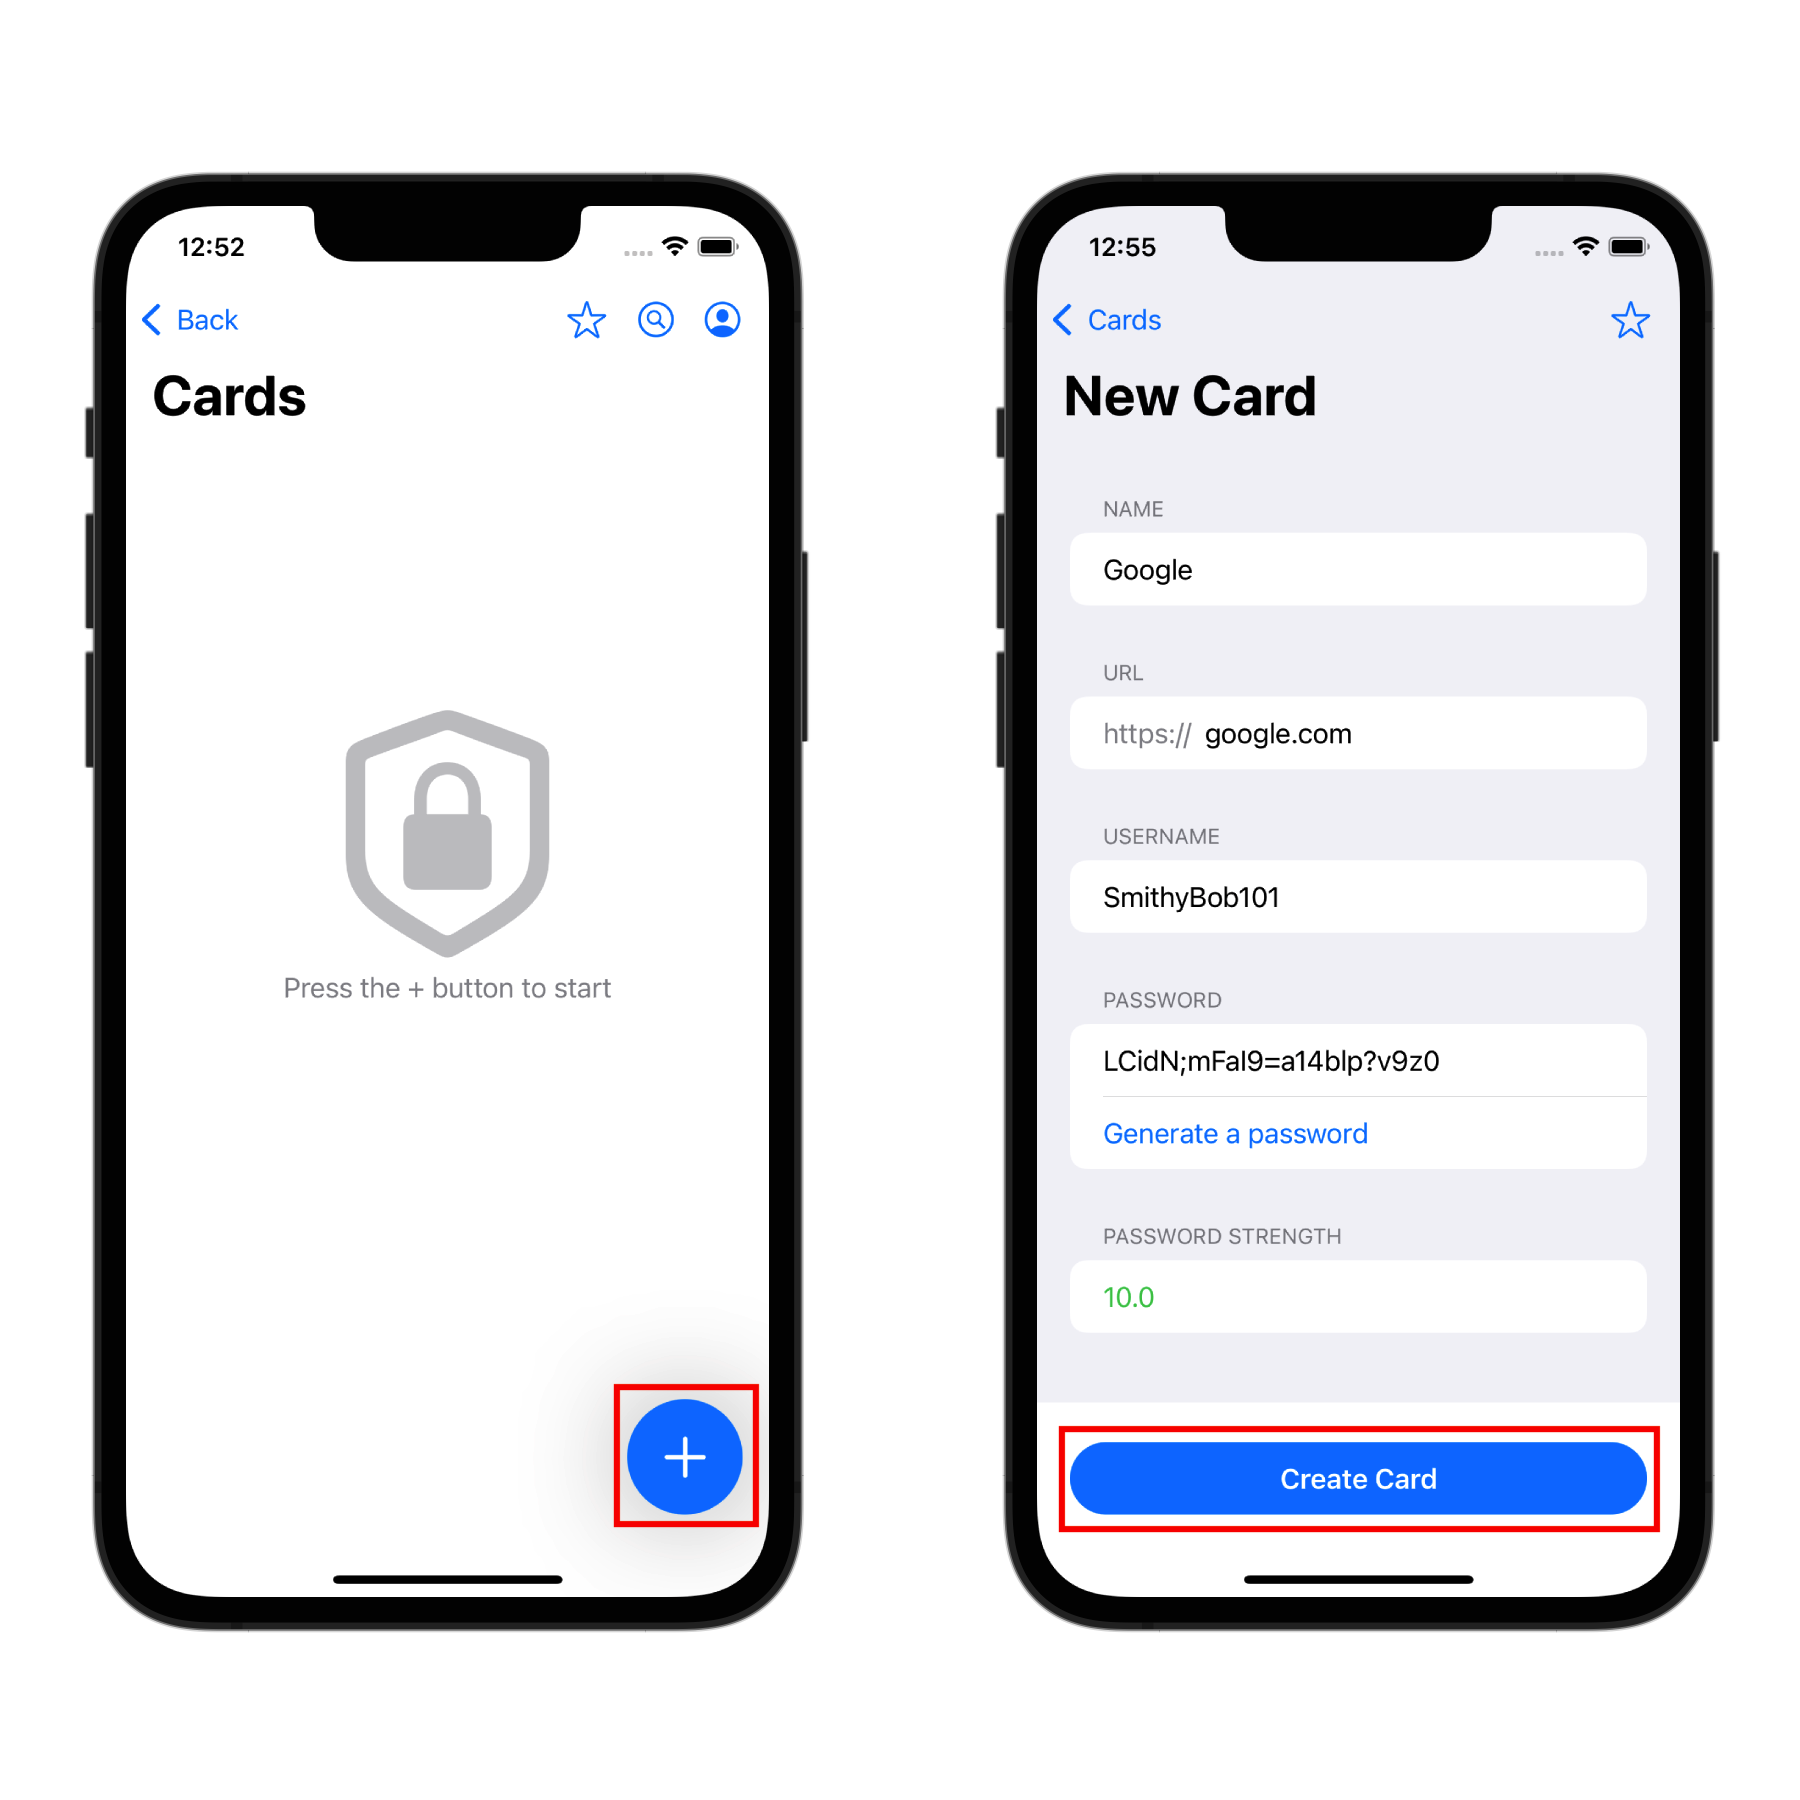 12:52
Back
Cards
Press the + button to start
12:55
Cards
New Card
NAME
Google
URL
https:// google.com
USERNAME
SmithyBob101
PASSWORD
LCidN;mFaI9=a14blp?v9z0
Generate a password
PASSWORD STRENGTH
10.0
Create Card